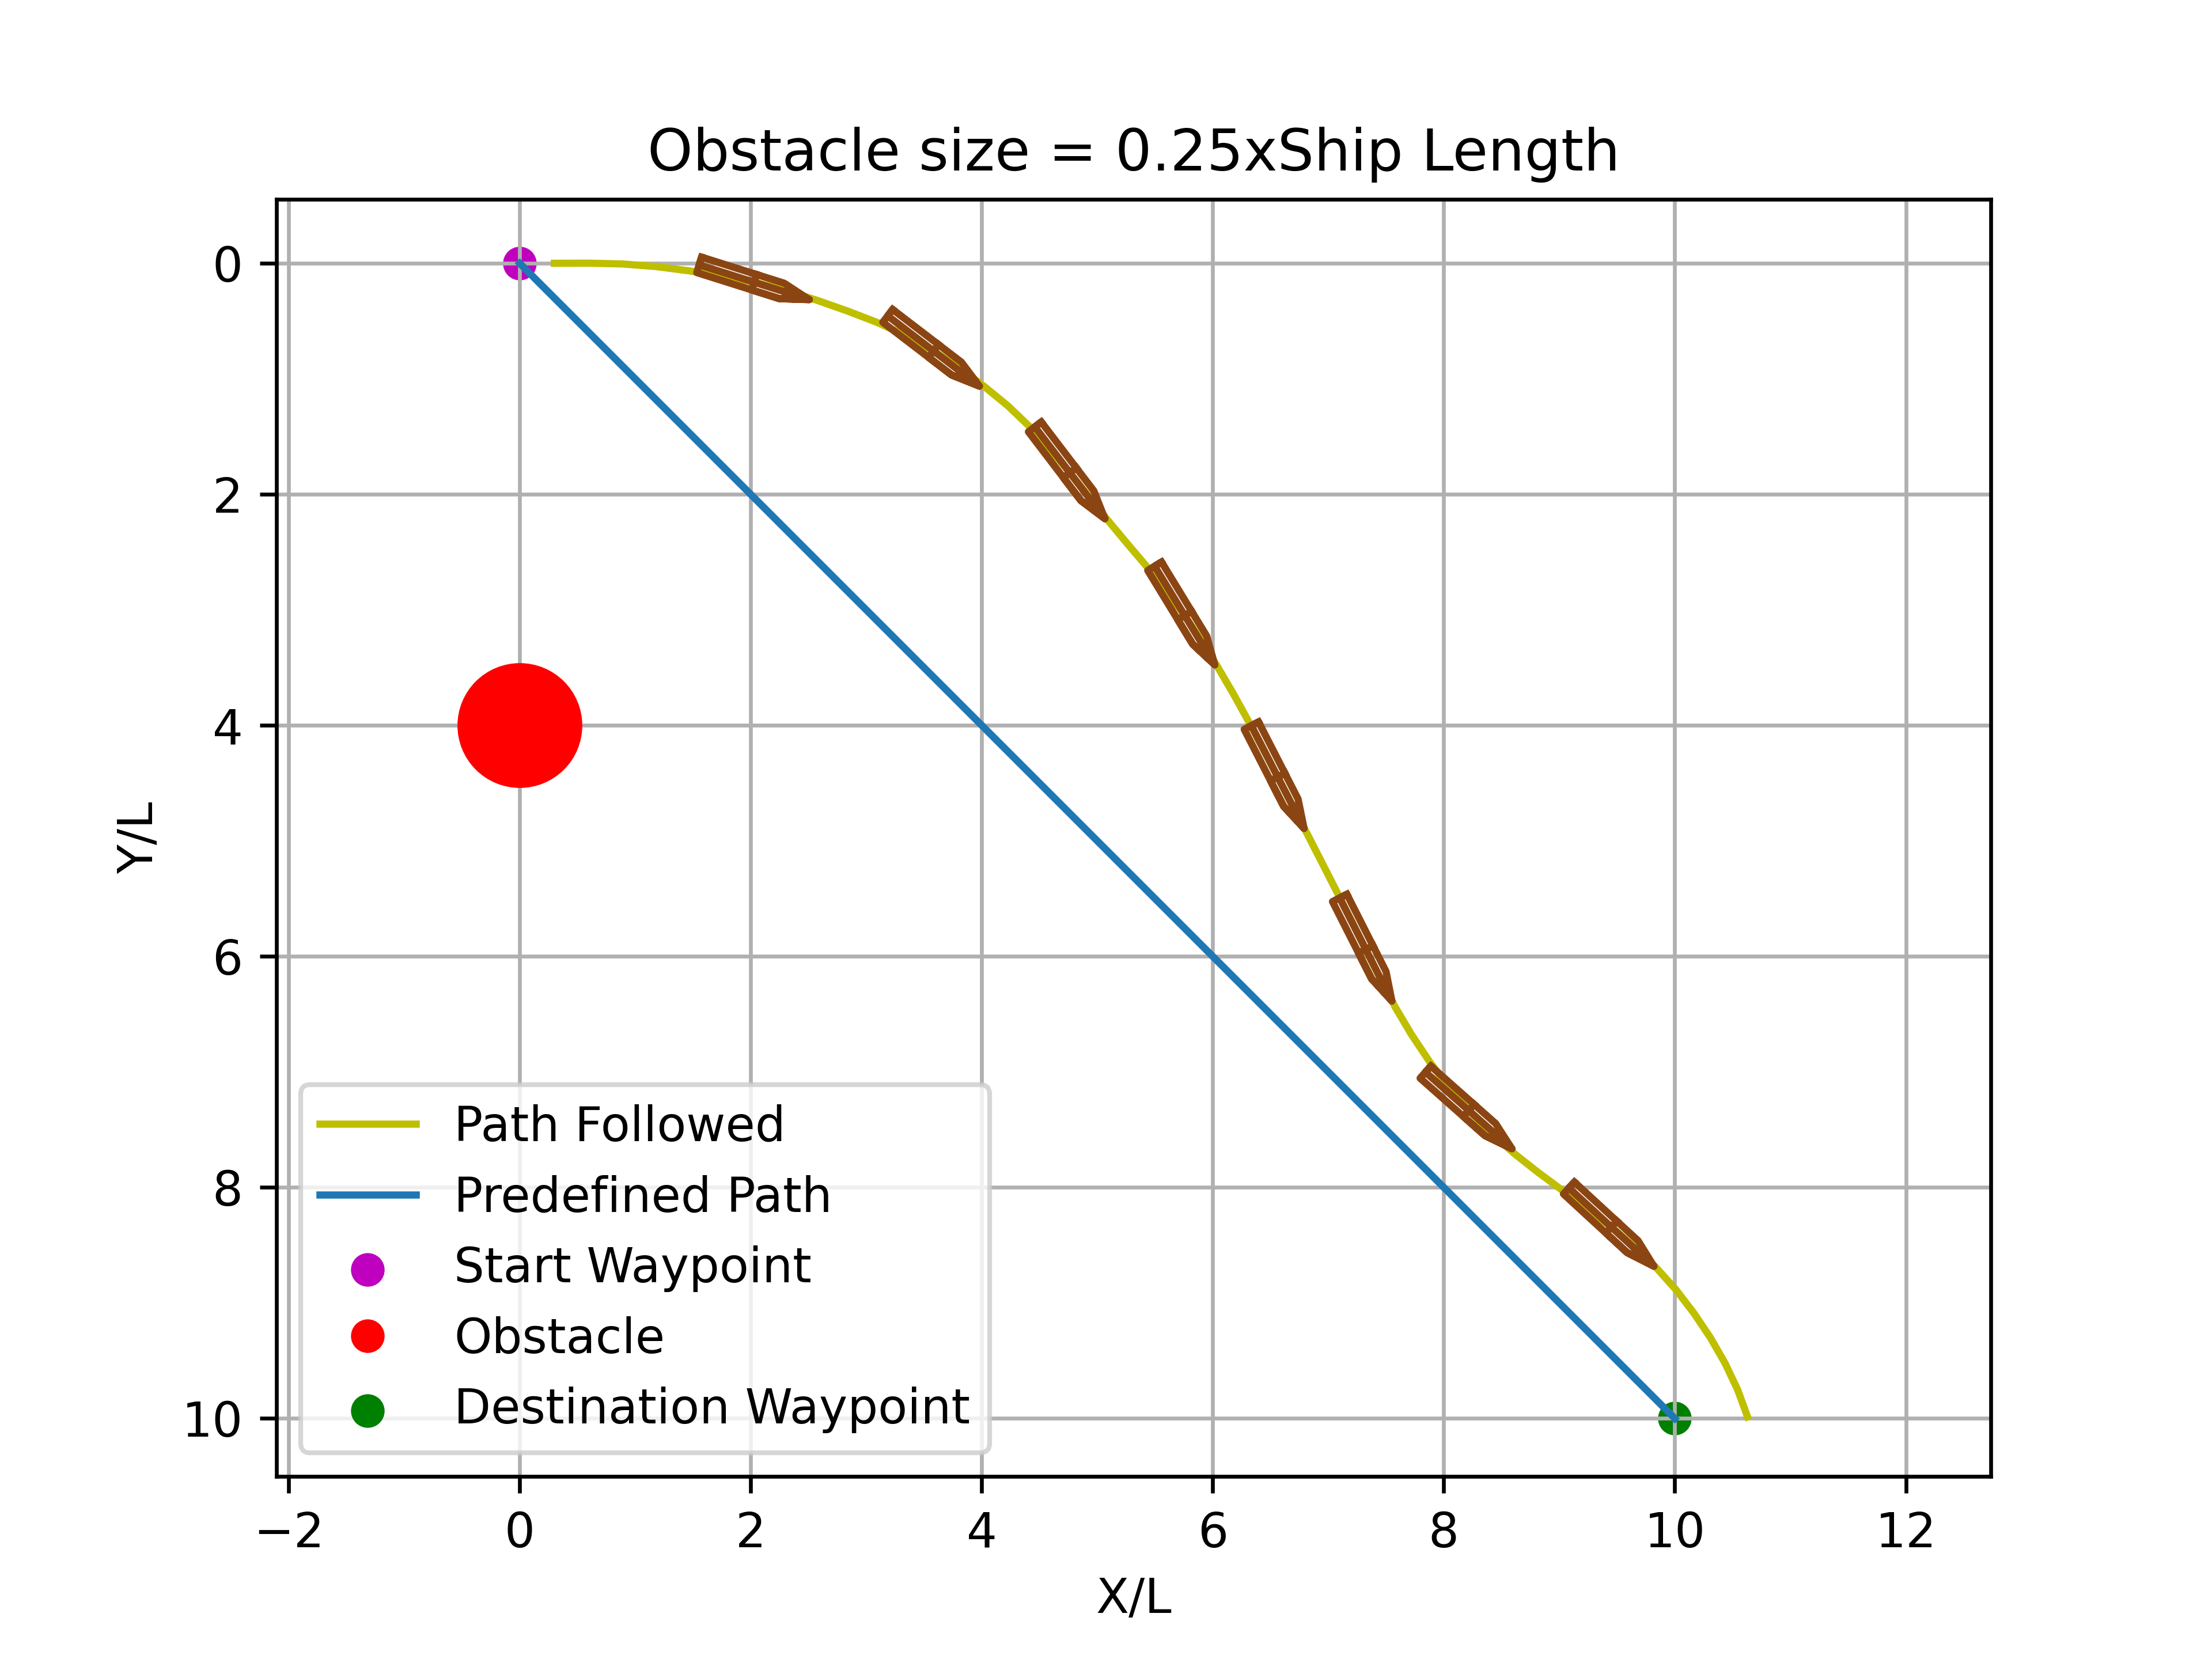 Obstacle size = 0.25xShip Length
0
2
4
6
8
10
Y/L
Path Followed
Predefined Path
Start Waypoint
Obstacle
Destination Waypoint
−2 0 2 4 6 8 10 12
X/L